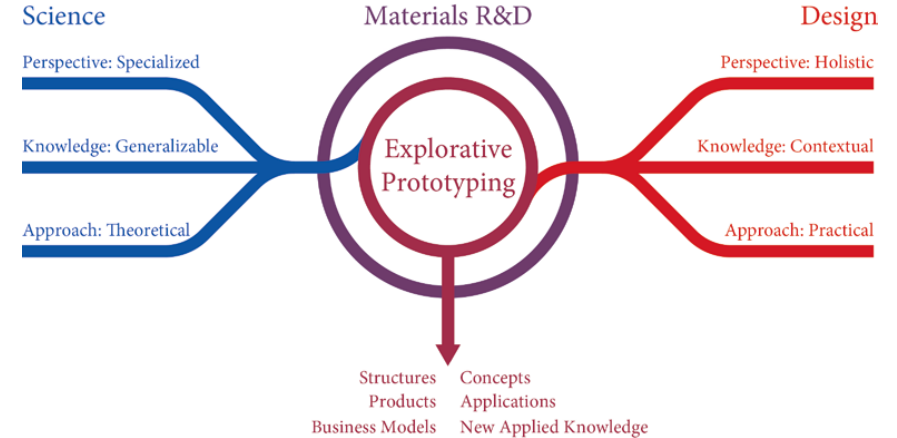 Science
Materials R&D
Design
Perspective: Specialized
Perspective: Holistic
Knowledge: Generalizable
Knowledge: Contextual
Explorative
Prototyping
Approach: Theoretical
Approach: Practical
Structures
Concepts
Products
Applications
Business Models
New Applied Knowledge